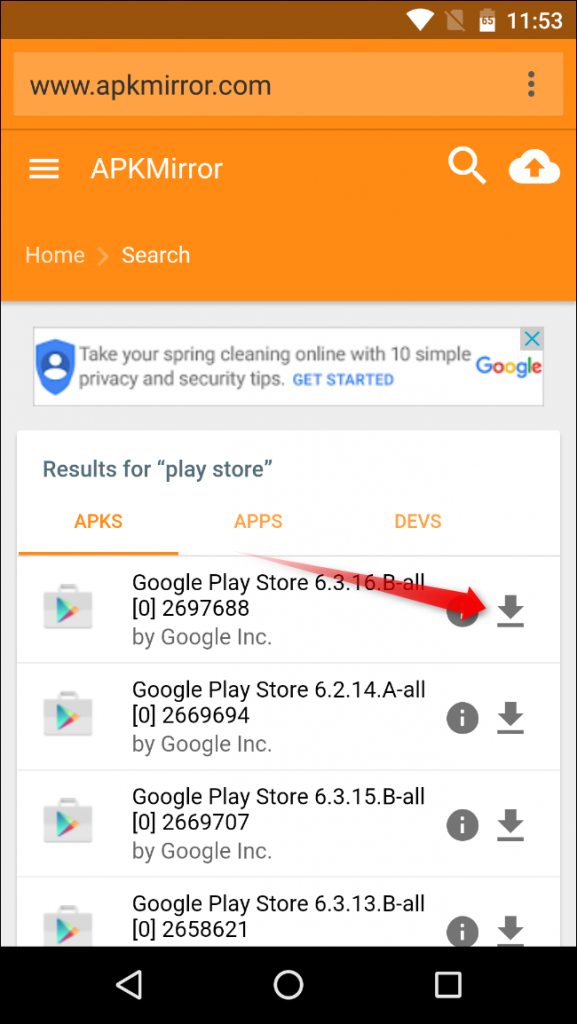 65 11:53
www.apkmirror.com
APKMirror
Home Search
Take your spring cleaning online with 10 simple
privacy and security tips. GET STARTED
Google
Results for “play store”
APKS APPS DEVS
Google Play Store 6.3.16.B-all
[0] 2697688
by Google Inc.
Google Play Store 6.2.14.A-all
[0] 2669694
by Google Inc.
Google Play Store 6.3.15.B-all
[0] 2669707
by Google Inc.
Google Play Store 6.3.13.B-all
[0] 2658621